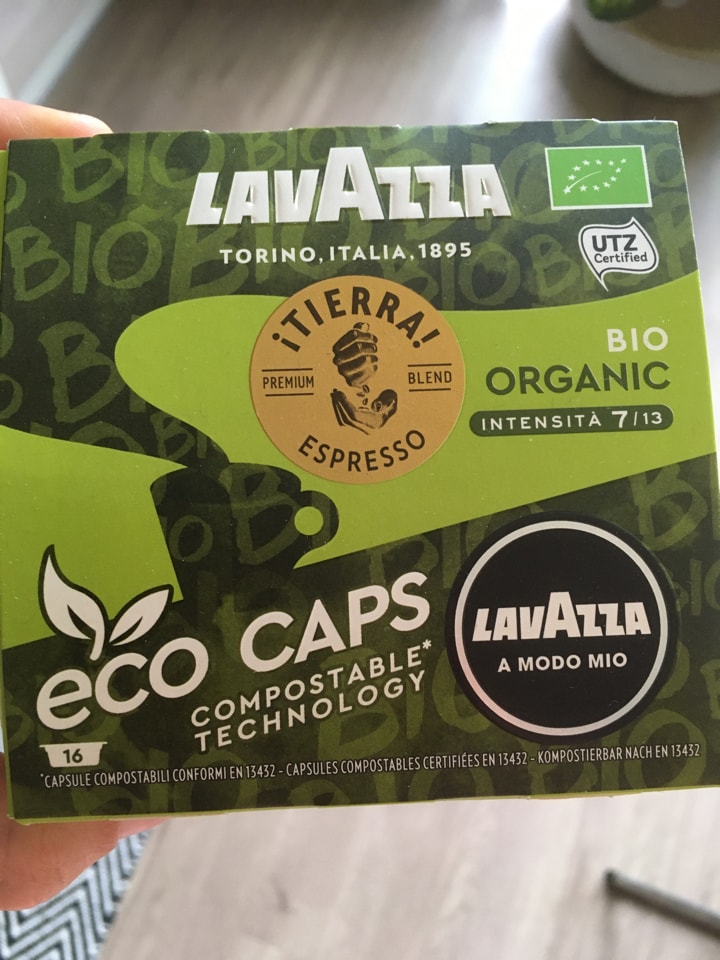 LAVAZZA
TORINO, ITALIA, 1895
UTZ
Certified
¡TIERRA!
PREMIUM BLEND
ESPRESSO
BIO
ORGANIC
INTENSITÀ 7/13
eco CAPS
COMPOSTABLE*
TECHNOLOGY
LAVAZZA
A MODO MIO
16
*CAPSULE COMPOSTABILI CONFORMI EN 13432 - CAPSULES COMPOSTABLES CERTIFIÉES EN 13432 - KOMPOSTIERBAR NACH EN 13432